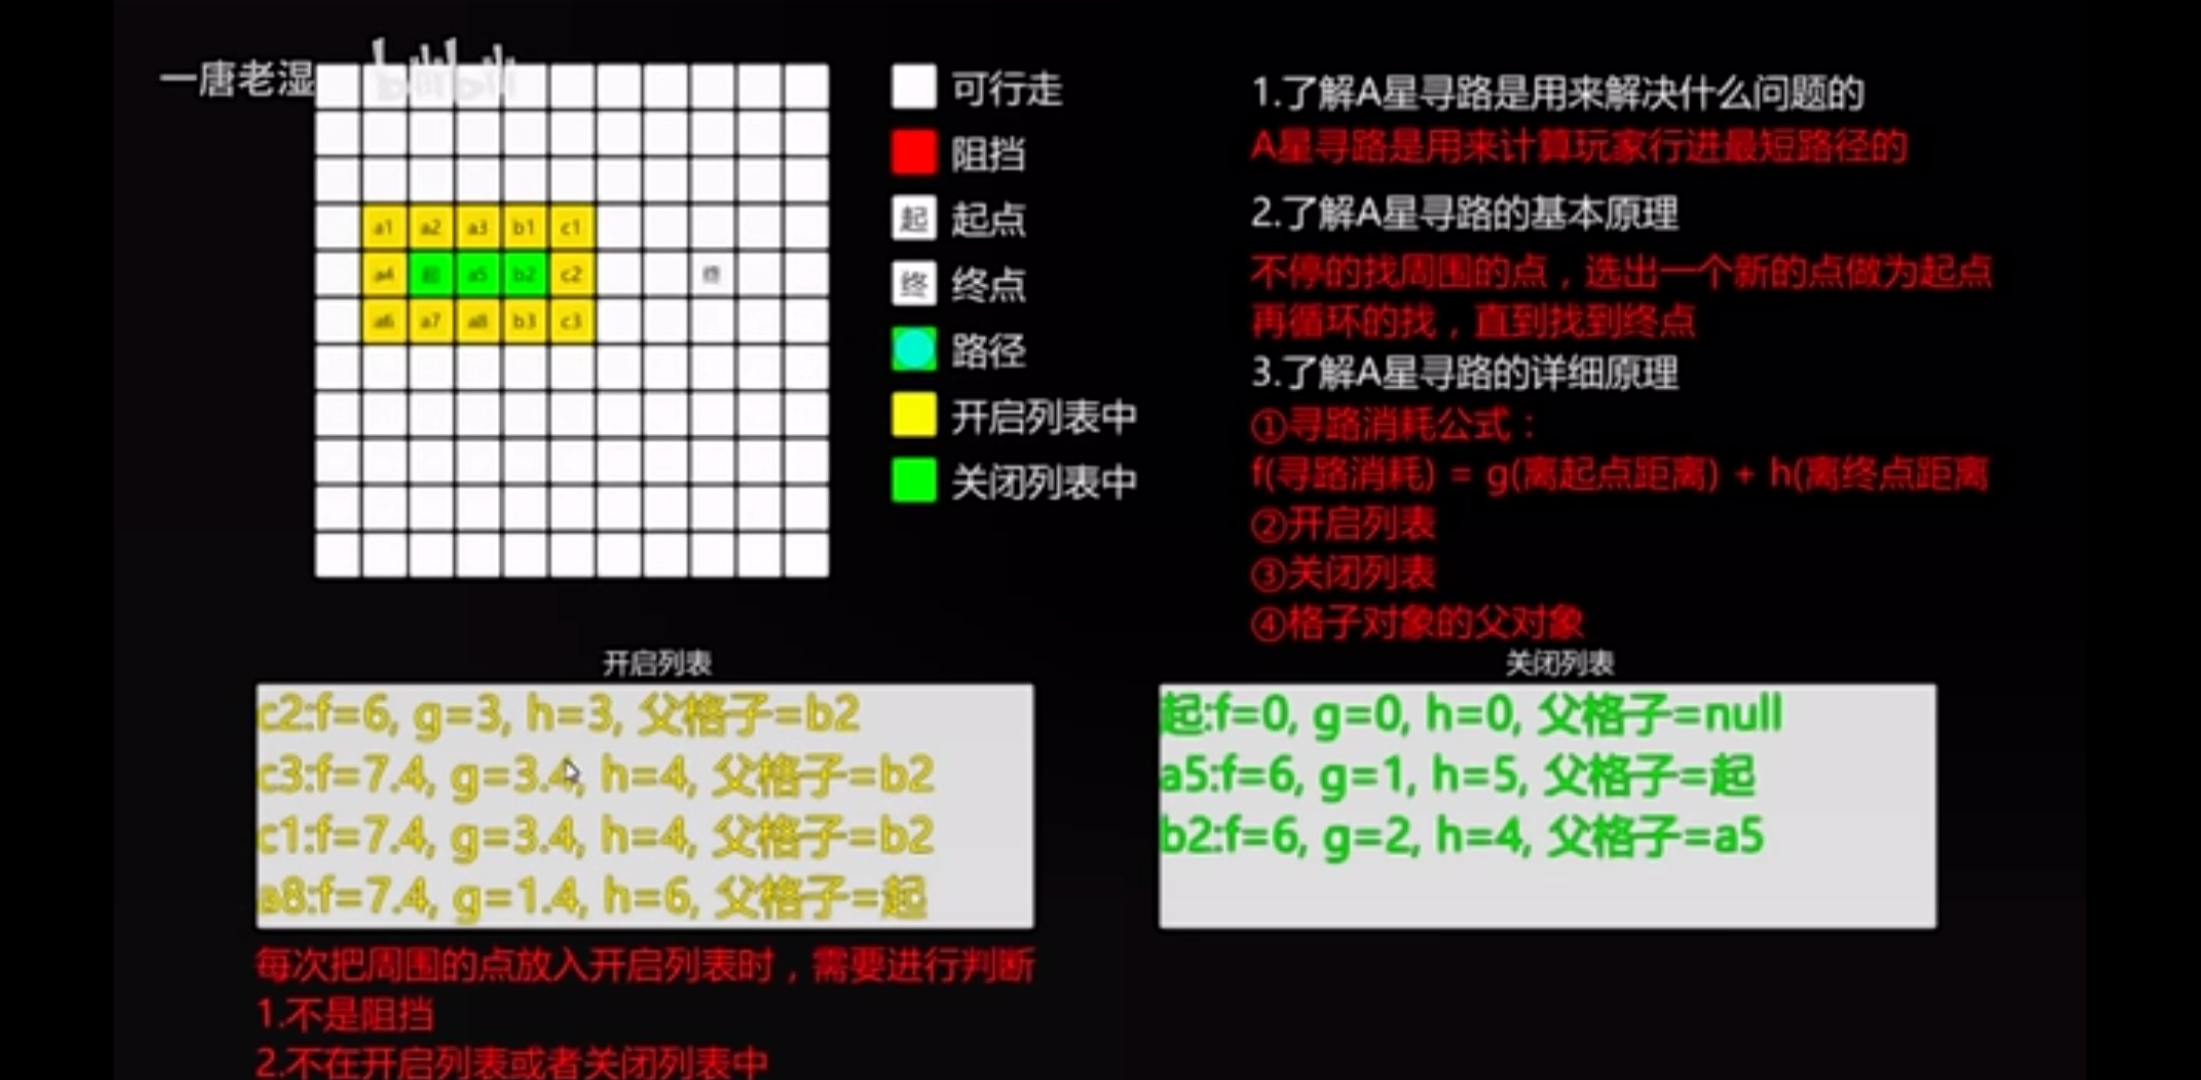 一唐老湿
bilibili
a1 a2 a3 b1 c1
a4 起 a5 b2 c2 终
a6 a7 a8 b3 c3
可行走
阻挡
起 起点
终 终点
路径
开启列表中
关闭列表中
1.了解A星寻路是用来解决什么问题的
A星寻路是用来计算玩家行进最短路径的
2.了解A星寻路的基本原理
不停的找周围的点，选出一个新的点做为起点
再循环的找，直到找到终点
3.了解A星寻路的详细原理
①寻路消耗公式：
f(寻路消耗) = g(离起点距离) + h(离终点距离
②开启列表
③关闭列表
④格子对象的父对象
开启列表
c2:f=6, g=3, h=3, 父格子=b2
c3:f=7.4, g=3.4, h=4, 父格子=b2
c1:f=7.4, g=3.4, h=4, 父格子=b2
a8:f=7.4, g=1.4, h=6, 父格子=起
关闭列表
起:f=0, g=0, h=0, 父格子=null
a5:f=6, g=1, h=5, 父格子=起
b2:f=6, g=2, h=4, 父格子=a5
每次把周围的点放入开启列表时，需要进行判断
1.不是阻挡
2.不在开启列表或者关闭列表中